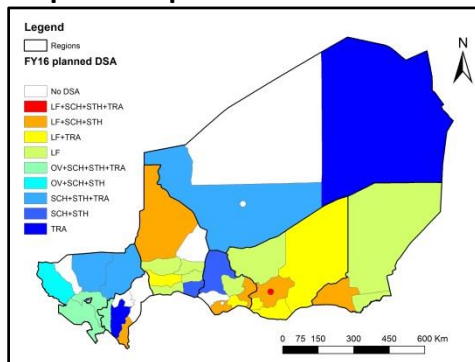 Legend
Regions
FY16 planned DSA
No DSA
LF+SCH+STH+TRA
LF+SCH+STH
LF+TRA
LF
OV+SCH+STH+TRA
OV+SCH+STH
SCH+STH+TRA
SCH+STH
TRA
N
0 75 150 300 450 600 Km